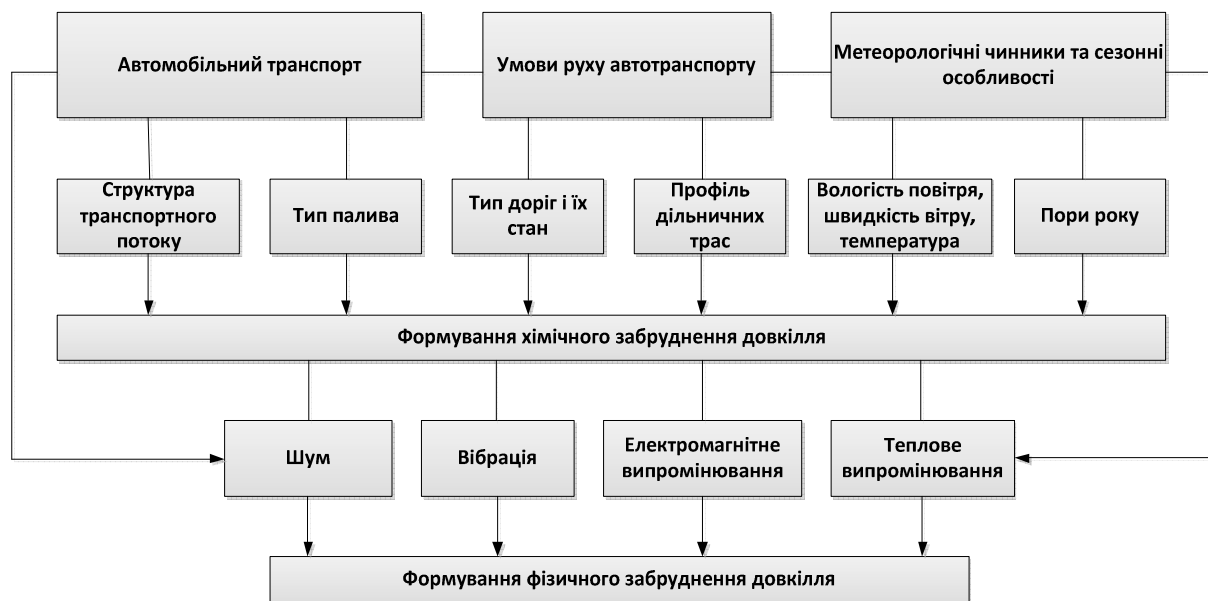 Автомобільний транспорт
Умови руху автотранспорту
Метеорологічні чинники та сезонні
особливості
Структура
транспортного
потоку
Тип палива
Тип доріг і їх
стан
Профіль
дільничних
трас
Вологість повітря,
швидкість вітру,
температура
Пори року
Формування хімічного забруднення довкілля
Шум
Вібрація
Електромагнітне
випромінювання
Теплове
випромінювання
Формування фізичного забруднення довкілля